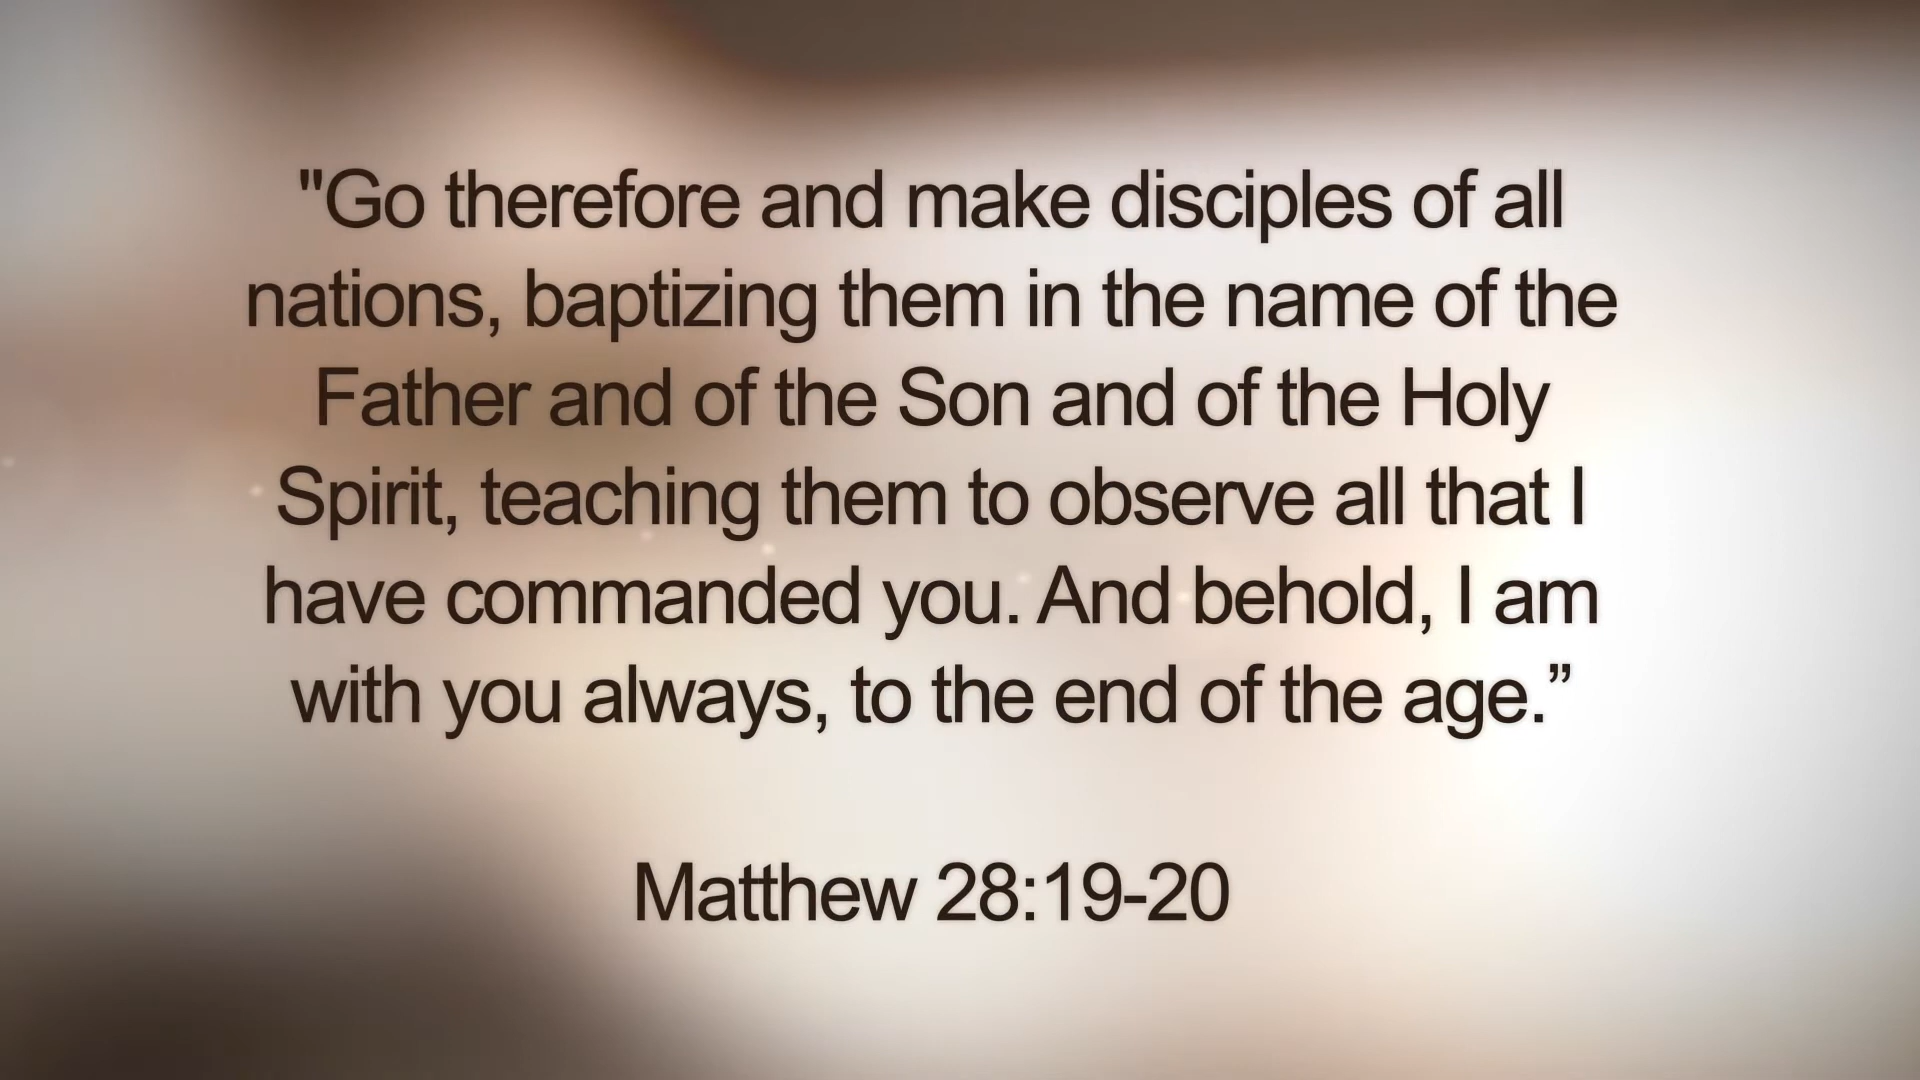 "Go therefore and make disciples of all
nations, baptizing them in the name of the
Father and of the Son and of the Holy
Spirit, teaching them to observe all that I
have commanded you. And behold, I am
with you always, to the end of the age.”
Matthew 28:19-20